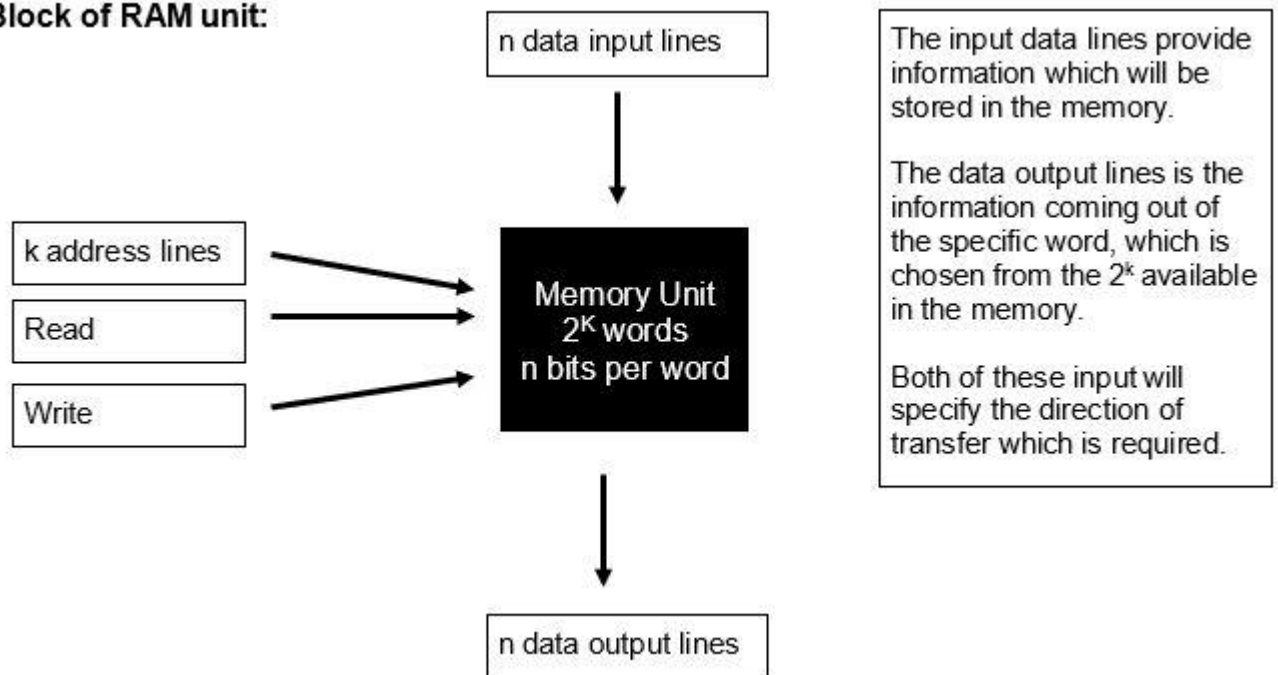 Block of RAM unit:
n data input lines
k address lines
Read
Write
Memory Unit
2ᴷ words
n bits per word
n data output lines
The input data lines provide
information which will be
stored in the memory.
The data output lines is the
information coming out of
the specific word, which is
chosen from the 2ᵏ available
in the memory.
Both of these input will
specify the direction of
transfer which is required.